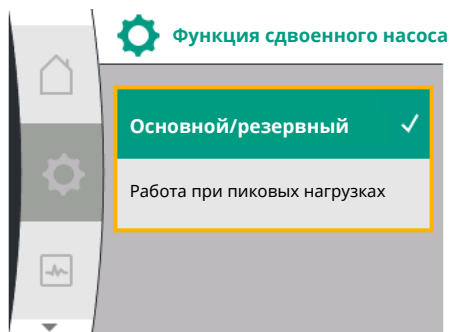 Функция сдвоенного насоса
Основной/резервный
Работа при пиковых нагрузках